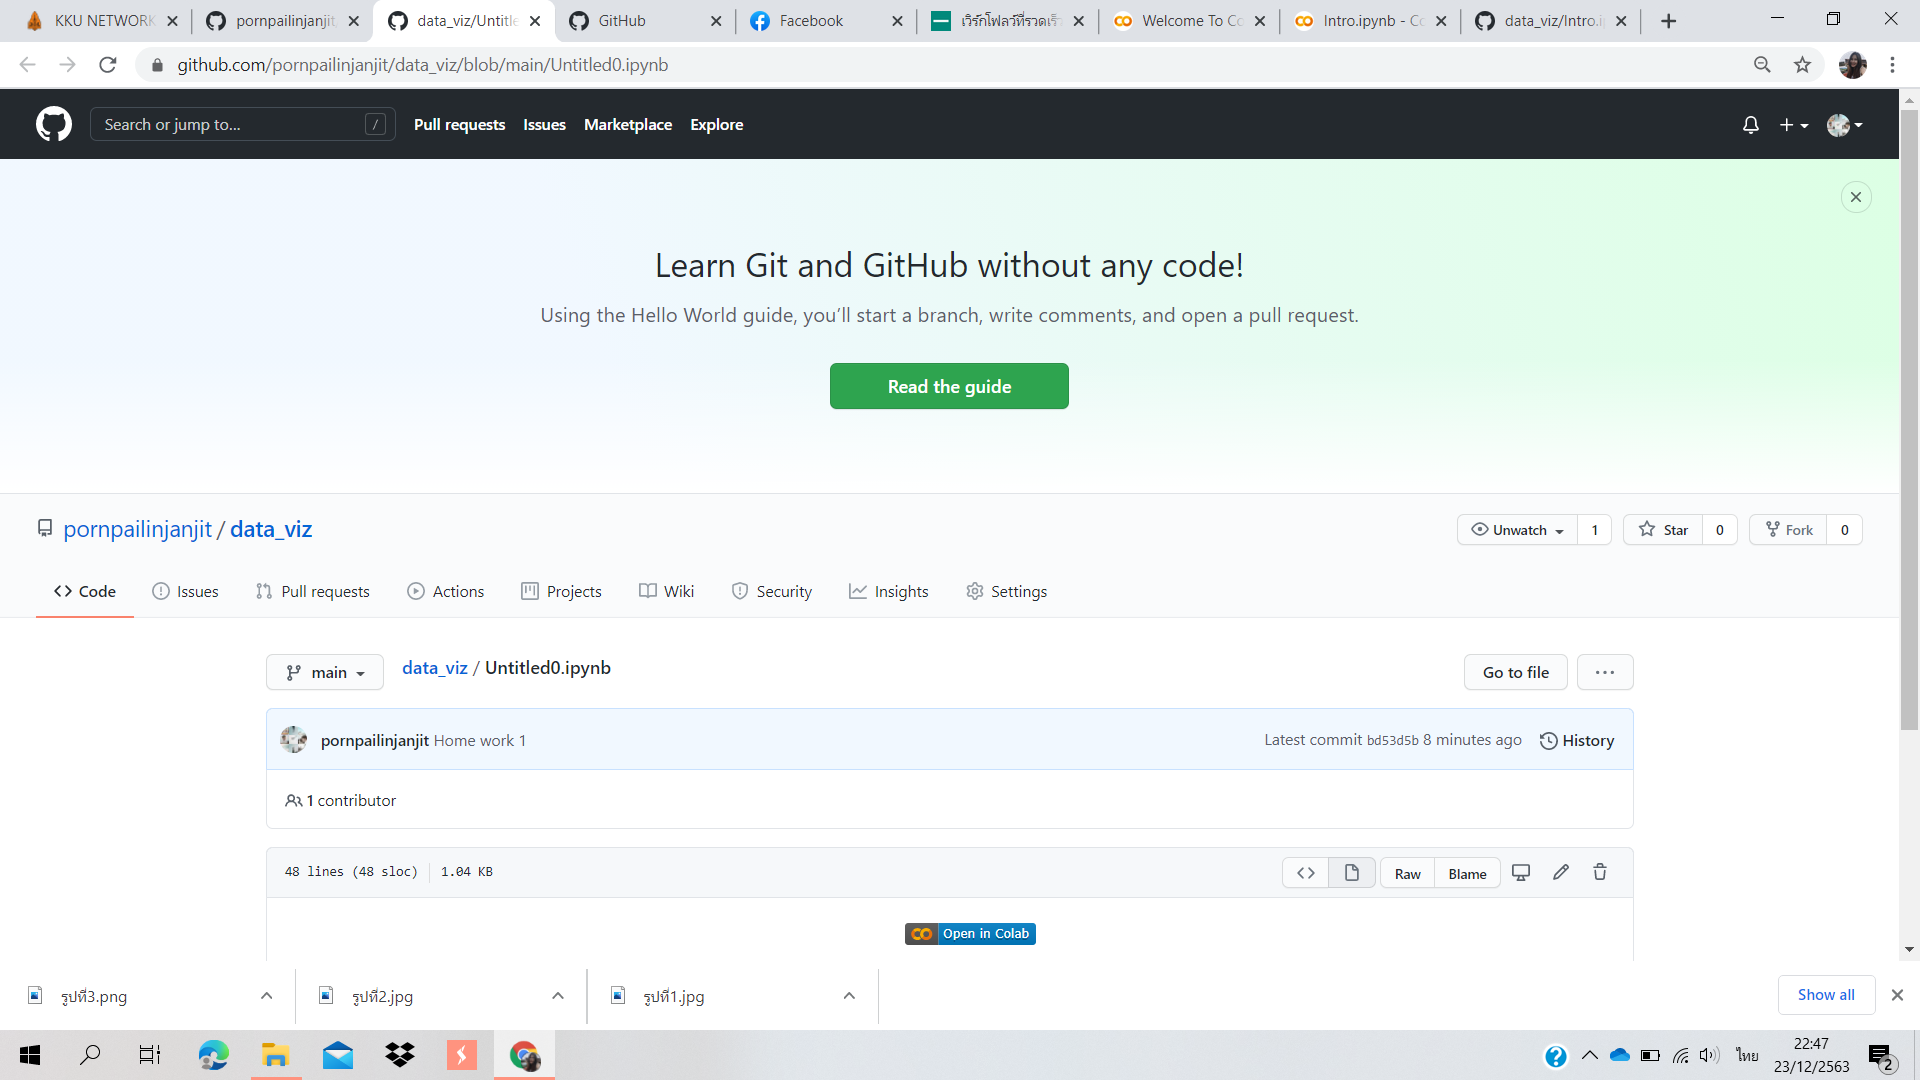 KKU NETWORK
pornpailinjanjit
data_viz/Untitle
GitHub
Facebook
เวิร์กโฟลว์ที่รวดเร็ว
Welcome To Co
Intro.ipynb - Co
data_viz/Intro.i
github.com/pornpailinjanjit/data_viz/blob/main/Untitled0.ipynb
Search or jump to... /
Pull requests Issues Marketplace Explore
Learn Git and GitHub without any code!
Using the Hello World guide, you’ll start a branch, write comments, and open a pull request.
Read the guide
pornpailinjanjit / data_viz
Unwatch 1 Star 0 Fork 0
Code Issues Pull requests Actions Projects Wiki Security Insights Settings
main data_viz / Untitled0.ipynb Go to file
pornpailinjanjit Home work 1 Latest commit bd53d5b 8 minutes ago History
1 contributor
48 lines (48 sloc) 1.04 KB Raw Blame
Open in Colab
รูปที่3.png รูปที่2.jpg รูปที่1.jpg Show all
ไทย
22:47
23/12/2563
2